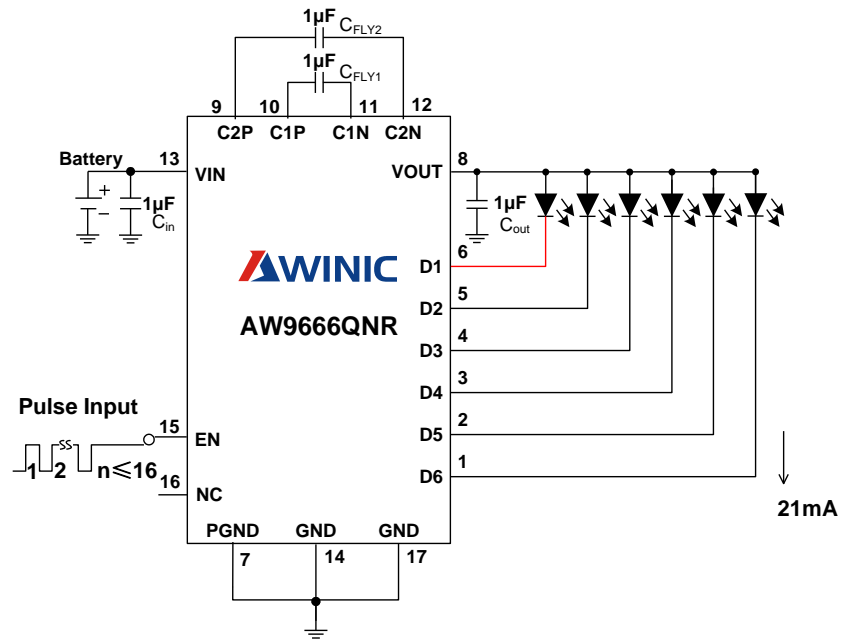 1µF
CFLY2
1µF
CFLY1
9 10 11 12
C2P C1P C1N C2N
Battery
13
VIN
VOUT
8
+
−
1µF
Cin
1µF
Cout
AWINIC
AW9666QNR
6
D1
5
D2
4
D3
3
D4
2
D5
1
D6
21mA
Pulse Input
15
EN
1 2 n≤16
16
NC
PGND GND GND
7 14 17